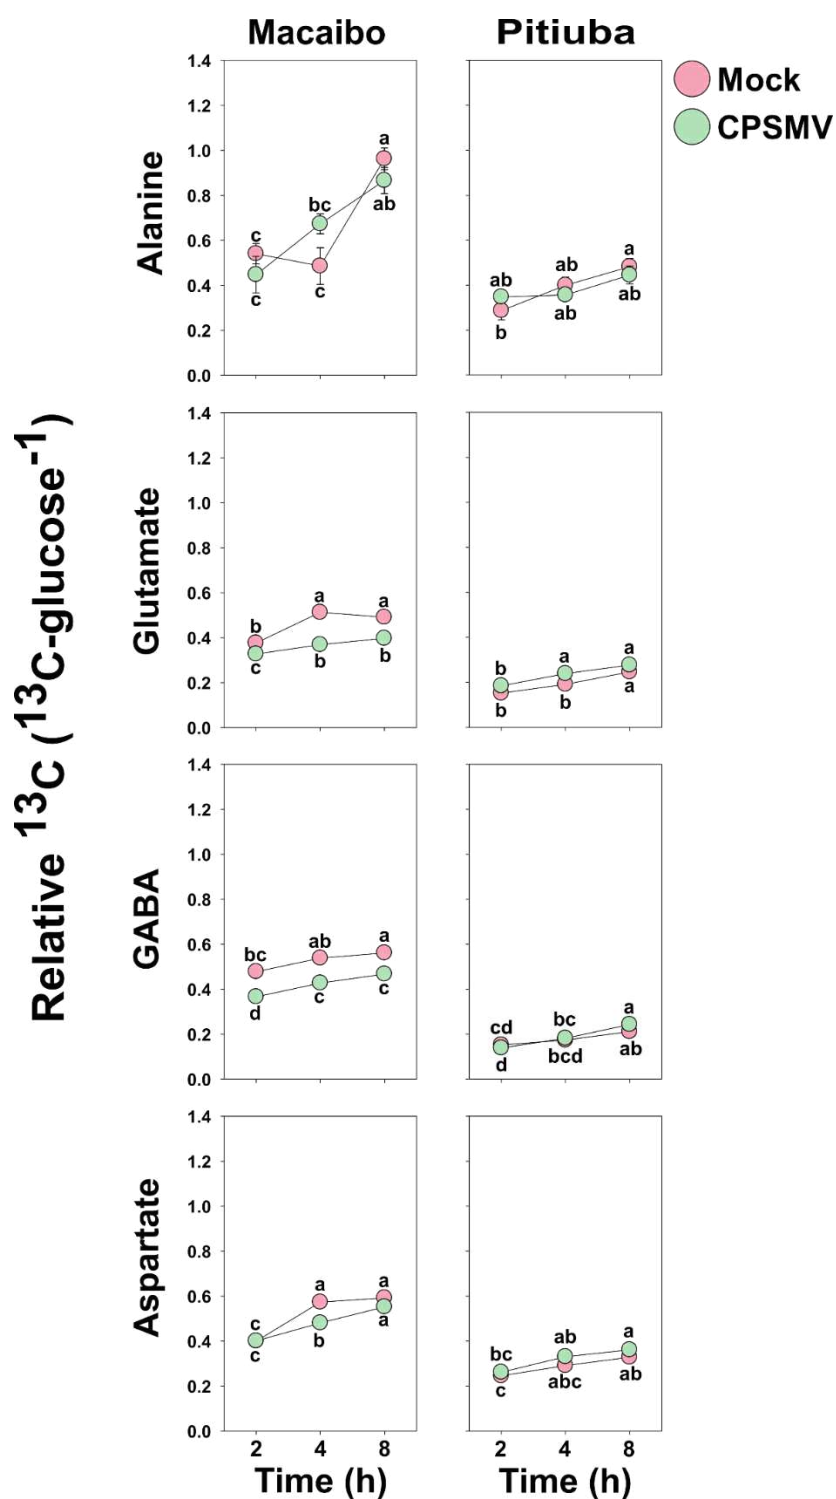 Macaibo Pitiuba
Mock
CPSMV
Relative ¹³C (¹³C-glucose⁻¹)
Alanine
1.4
1.2
1.0
0.8
0.6
0.4
0.2
0.0
c
c
bc
c
a
ab
ab
b
ab
ab
a
ab
Glutamate
1.4
1.2
1.0
0.8
0.6
0.4
0.2
0.0
b
c
a
b
a
b
b
b
a
b
a
a
GABA
1.4
1.2
1.0
0.8
0.6
0.4
0.2
0.0
bc
d
ab
c
a
c
cd
d
bc
bcd
a
ab
Aspartate
1.4
1.2
1.0
0.8
0.6
0.4
0.2
0.0
c
c
a
b
a
a
bc
c
ab
abc
a
ab
2 4 8 2 4 8
Time (h) Time (h)